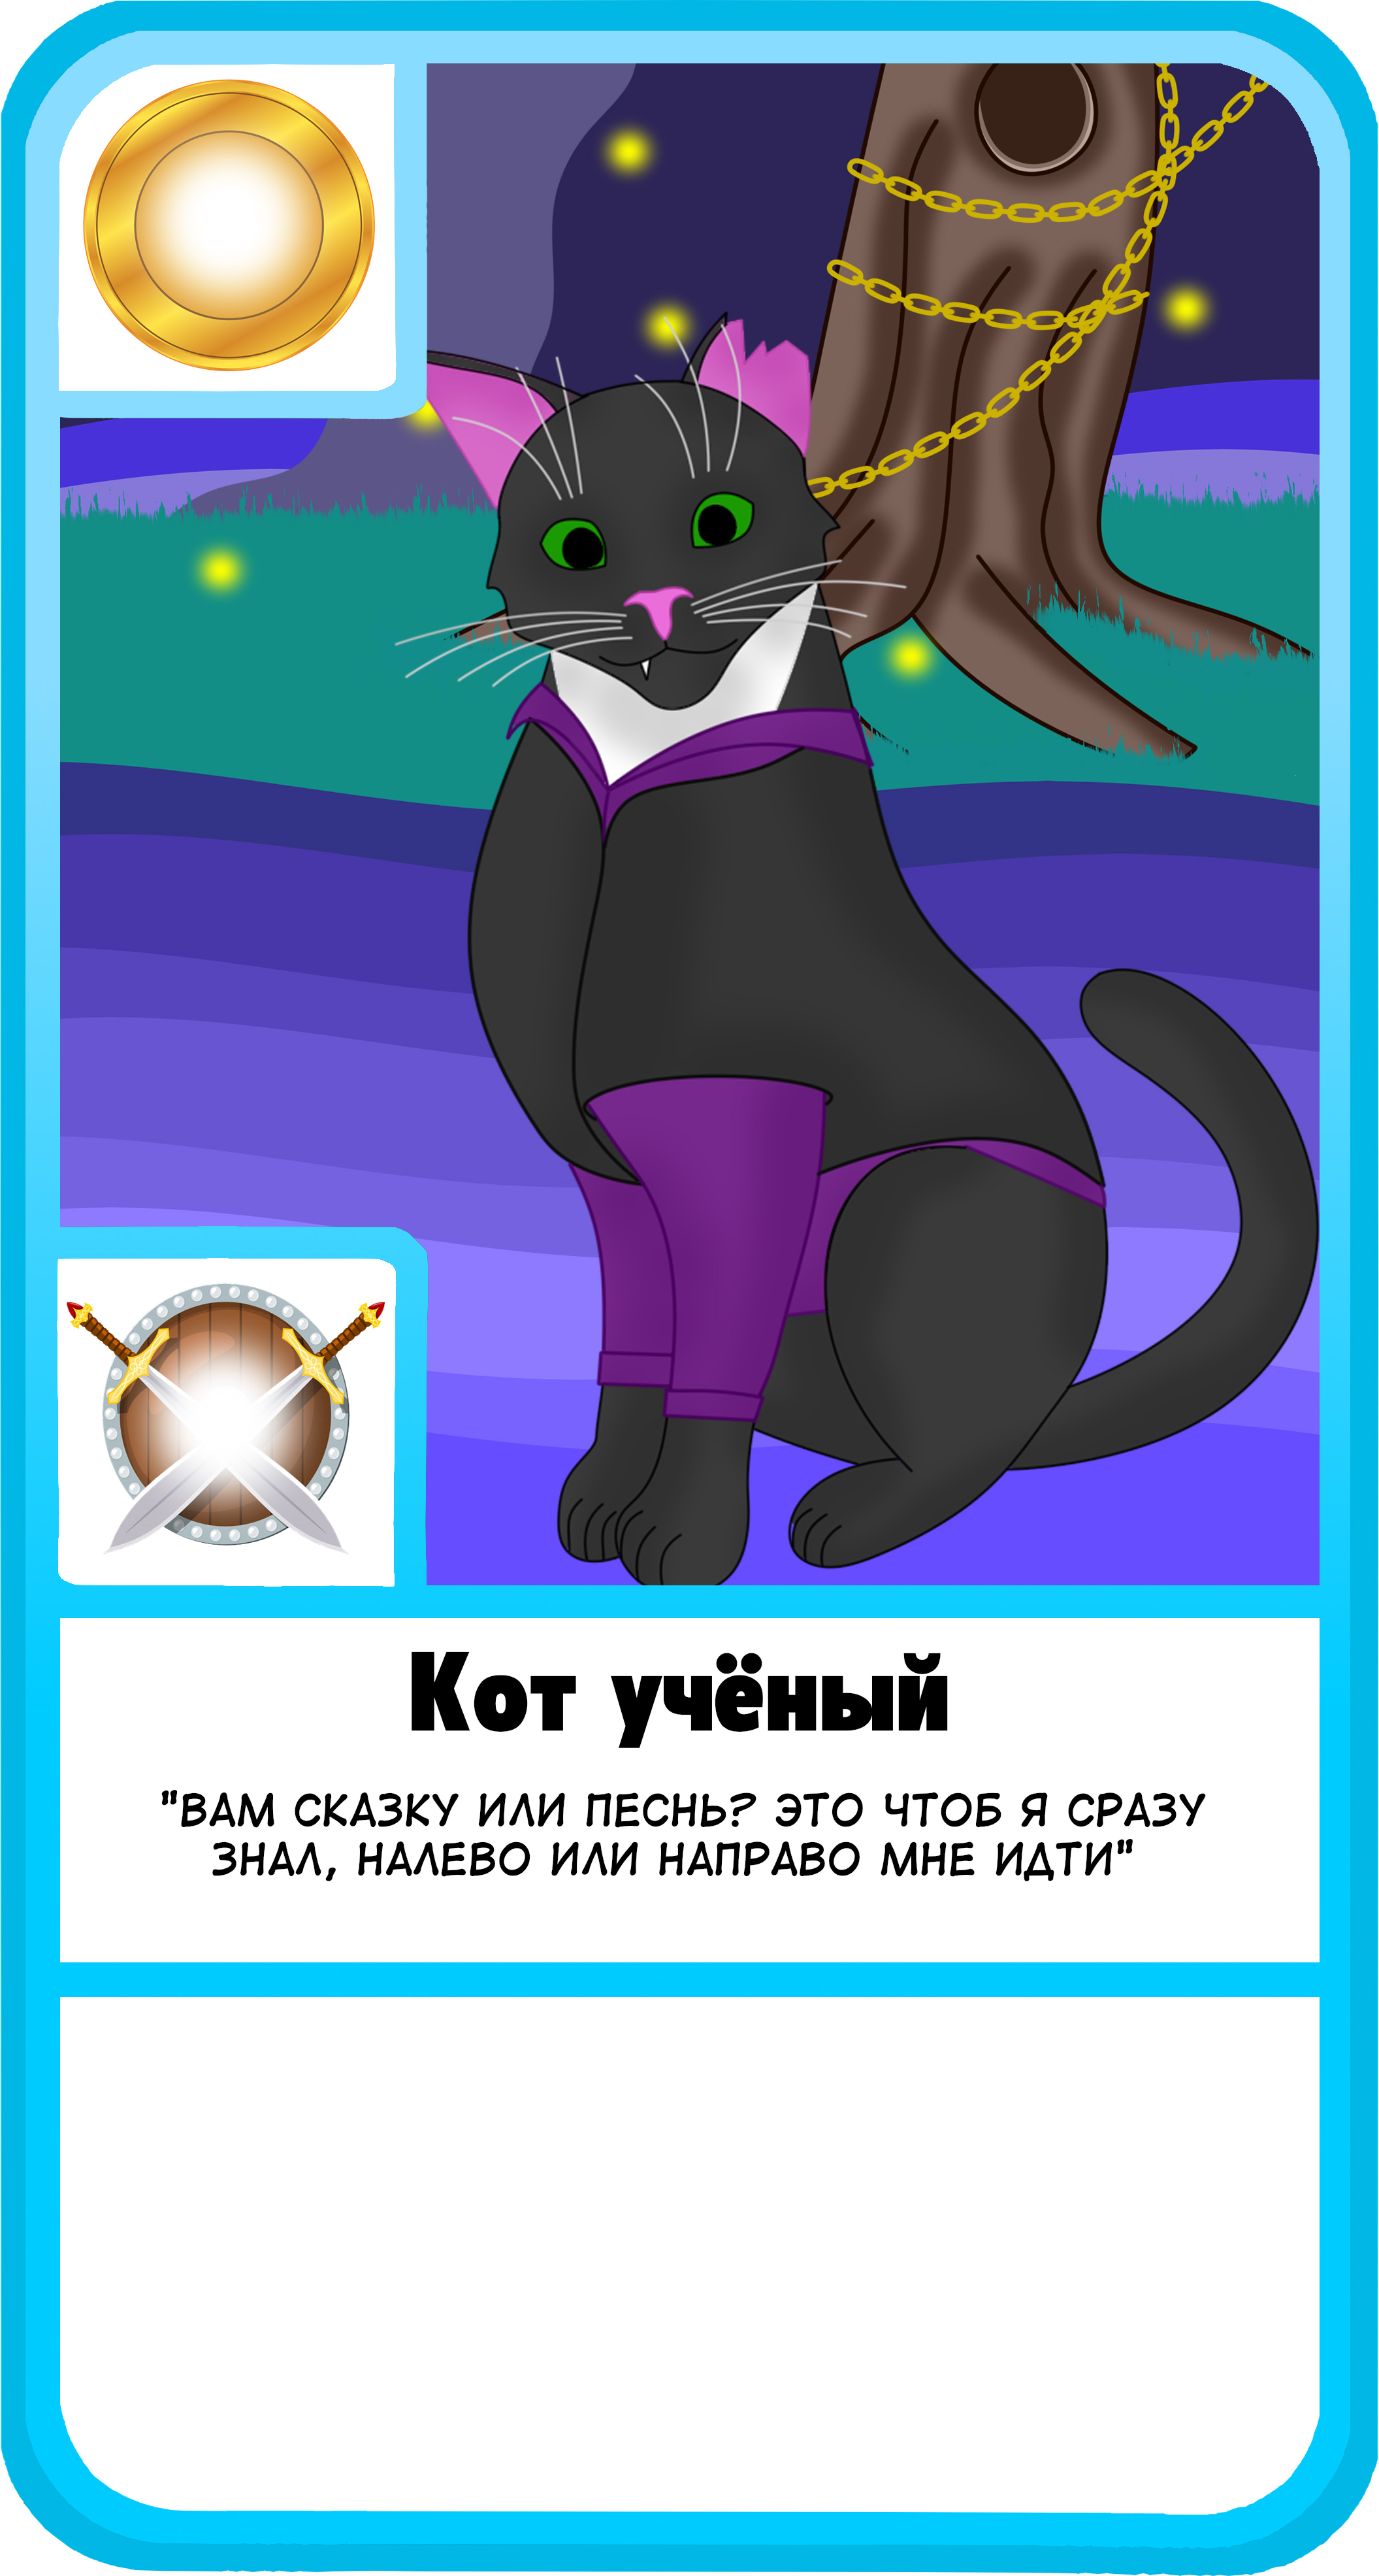 Кот учёный
"ВАМ СКАЗКУ ИЛИ ПЕСНЬ? ЭТО ЧТОБ Я СРАЗУ
ЗНАЛ, НАЛЕВО ИЛИ НАПРАВО МНЕ ИДТИ"